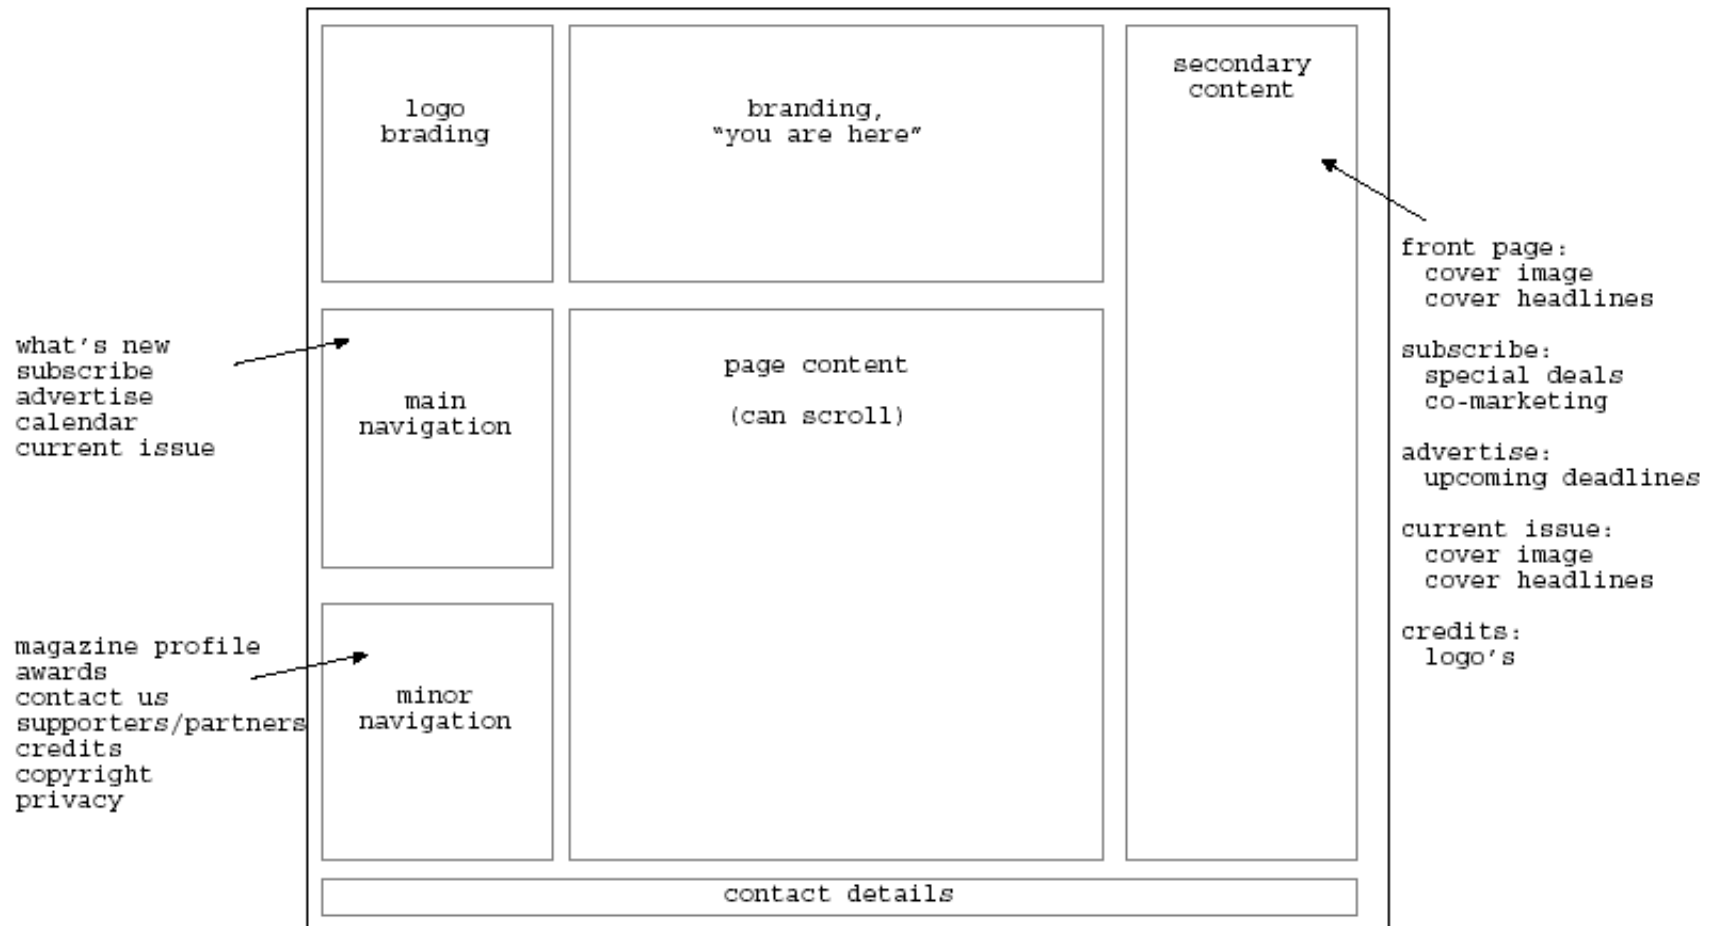 logo
brading
branding,
“you are here”
secondary
content
what’s new
subscribe
advertise
calendar
current issue
main
navigation
page content
(can scroll)
front page:
cover image
cover headlines
subscribe:
special deals
co-marketing
advertise:
upcoming deadlines
current issue:
cover image
cover headlines
credits:
logo’s
magazine profile
awards
contact us
supporters/partners
credits
copyright
privacy
minor
navigation
contact details